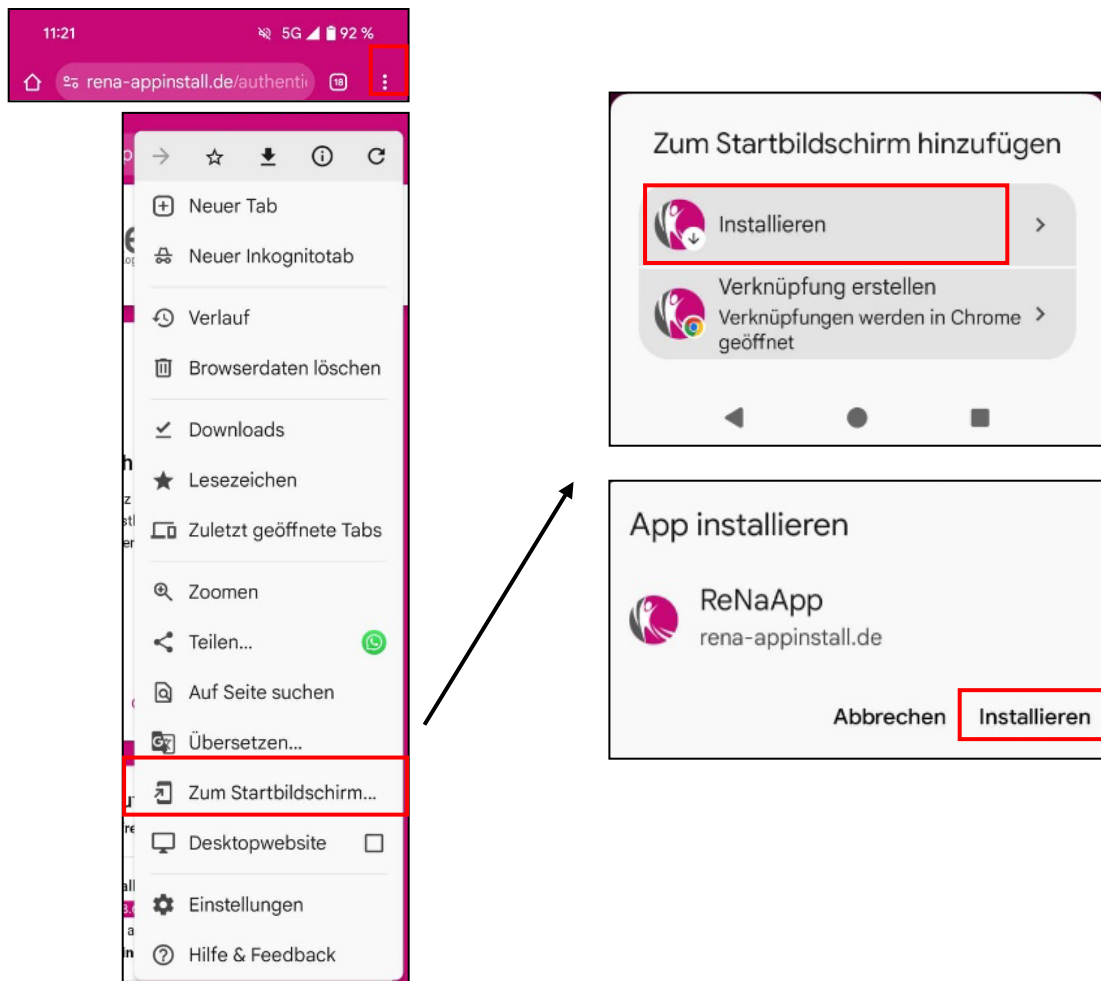 11:21
5G 92 %
rena-appinstall.de/authenti
18
Neuer Tab
Neuer Inkognitotab
Verlauf
Browserdaten löschen
Downloads
Lesezeichen
Zuletzt geöffnete Tabs
Zoomen
Teilen...
Auf Seite suchen
Übersetzen...
Zum Startbildschirm...
Desktopwebsite
Einstellungen
Hilfe & Feedback
Zum Startbildschirm hinzufügen
Installieren
Verknüpfung erstellen
Verknüpfungen werden in Chrome
geöffnet
App installieren
ReNaApp
rena-appinstall.de
Abbrechen Installieren